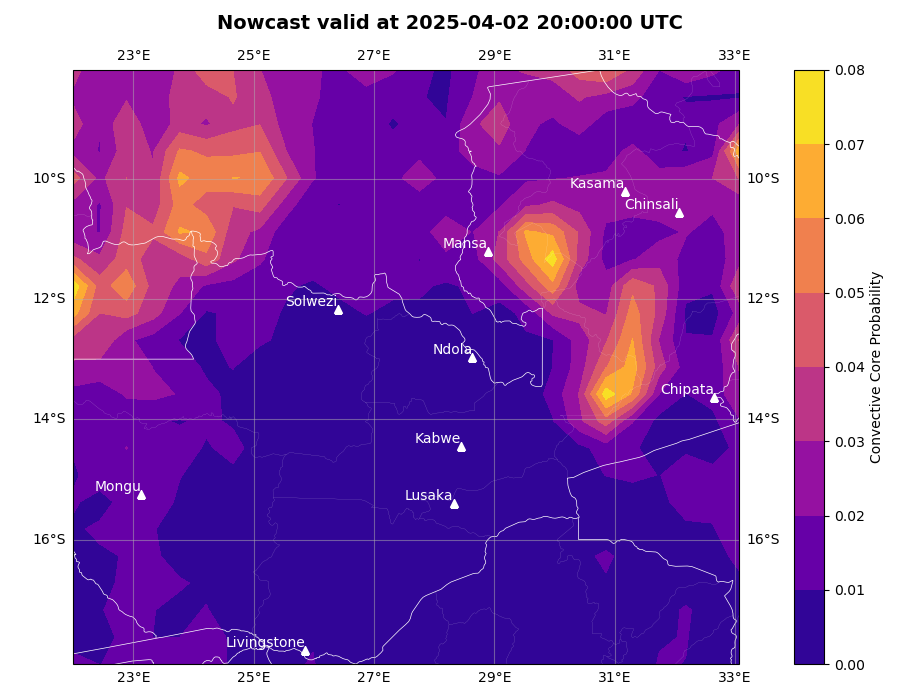 Nowcast valid at 2025-04-02 20:00:00 UTC
23°E 25°E 27°E 29°E 31°E 33°E
0.08
0.07
10°S Kasama 10°S
Chinsali
0.06
Mansa
0.05
12°S Solwezi 12°S
0.04
Ndola
Chipata
14°S 14°S
0.03
Kabwe
Mongu Lusaka
0.02
16°S 16°S
0.01
Livingstone
0.00
23°E 25°E 27°E 29°E 31°E 33°E
Convective Core Probability